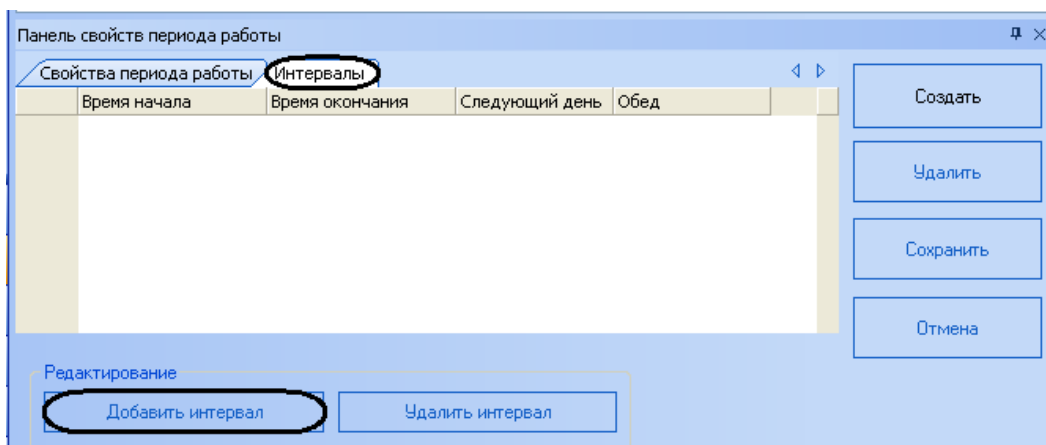 Панель свойств периода работы
Свойства периода работы Интервалы
Время начала Время окончания Следующий день Обед
Создать
Удалить
Сохранить
Отмена
Редактирование
Добавить интервал Удалить интервал